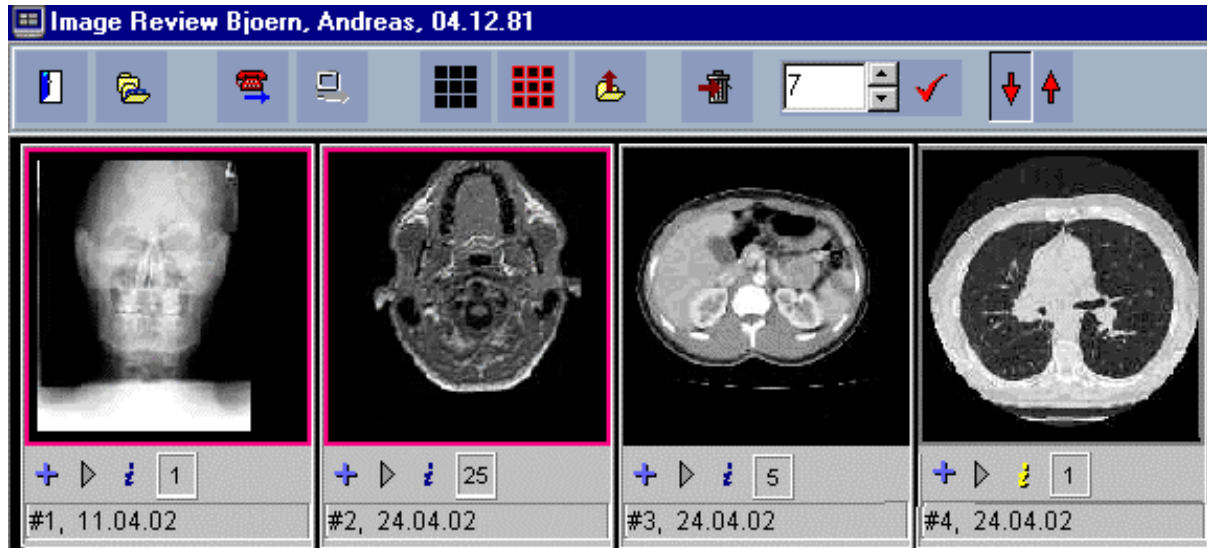 Image Review Bjoern, Andreas, 04.12.81
7
i 1
i 25
i 5
i 1
#1, 11.04.02
#2, 24.04.02
#3, 24.04.02
#4, 24.04.02